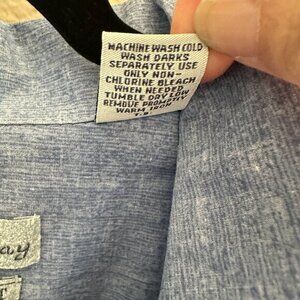 MACHINE WASH COLD
WASH DARKS
SEPARATELY USE
ONLY NON-
CHLORINE BLEACH
WHEN NEEDED
TUMBLE DRY LOW
REMOVE PROMPTLY
WARM IRON
ay